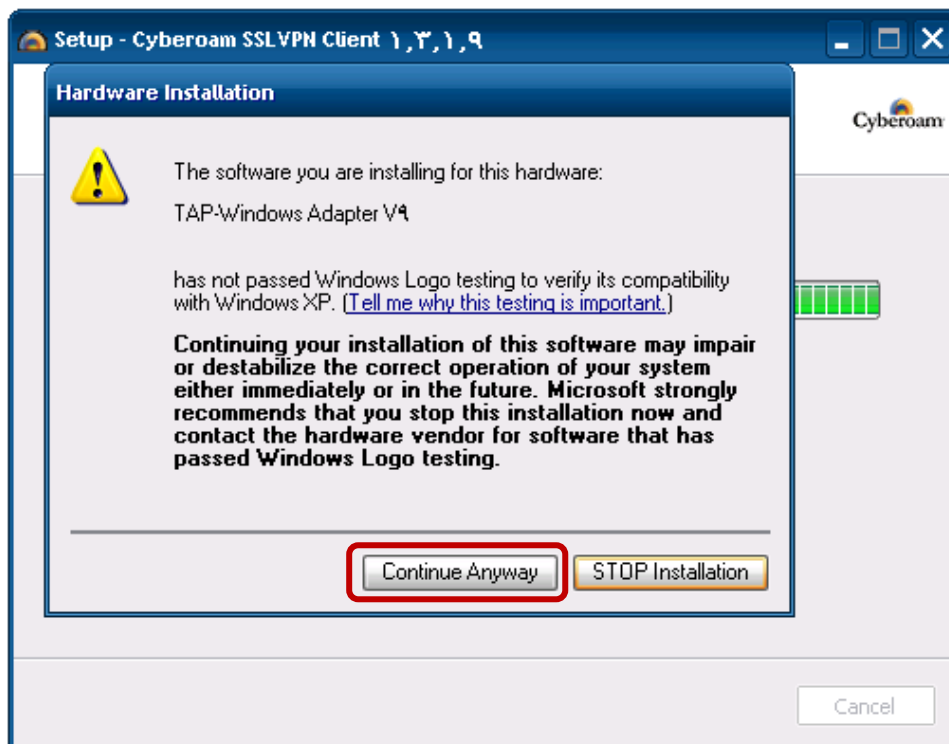 Setup - Cyberoam SSLVPN Client ۱,۳,۱,۹
Hardware Installation
Cyberoam
The software you are installing for this hardware:
TAP-Windows Adapter V۹
has not passed Windows Logo testing to verify its compatibility
with Windows XP. (Tell me why this testing is important.)
Continuing your installation of this software may impair
or destabilize the correct operation of your system
either immediately or in the future. Microsoft strongly
recommends that you stop this installation now and
contact the hardware vendor for software that has
passed Windows Logo testing.
Continue Anyway
STOP Installation
Cancel